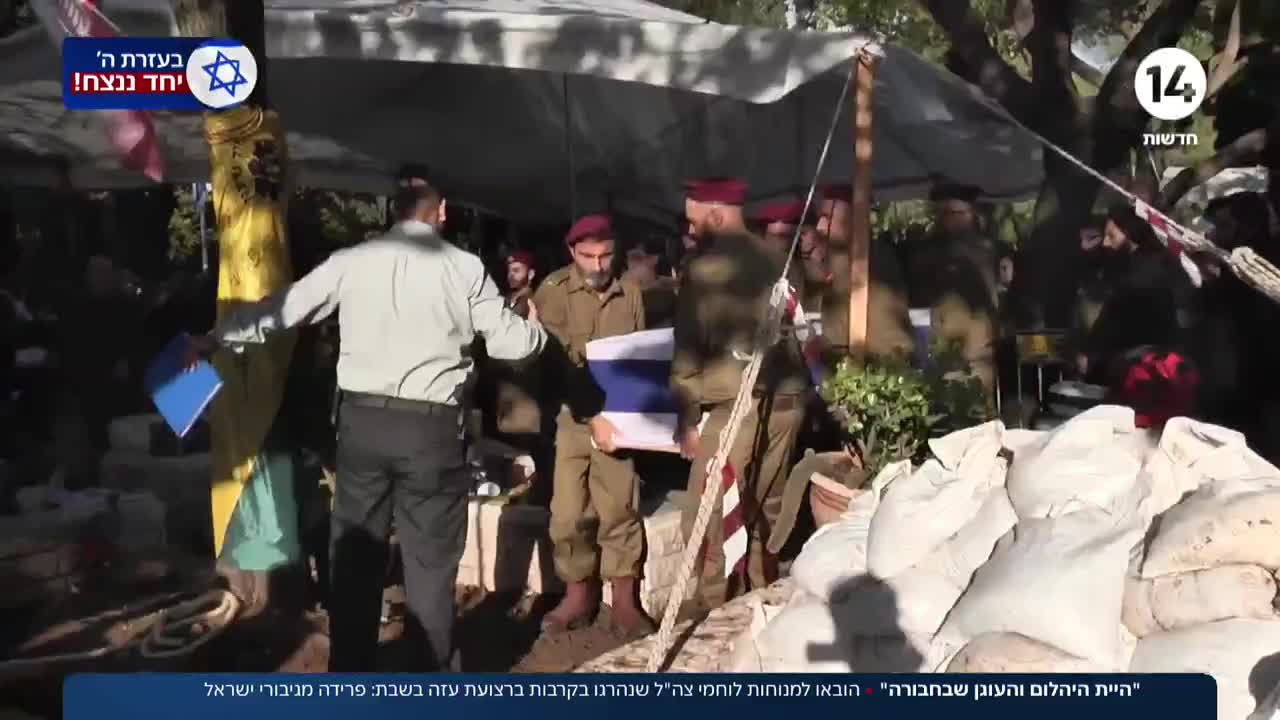 בעזרת ה'
יחד ננצח!
14
חדשות
"היית היהלום והעוגן שבחבורה" • הובאו למנוחות לוחמי צה"ל שנהרגו בקרבות ברצועת עזה בשבת: פרידה מגיבורי ישראל